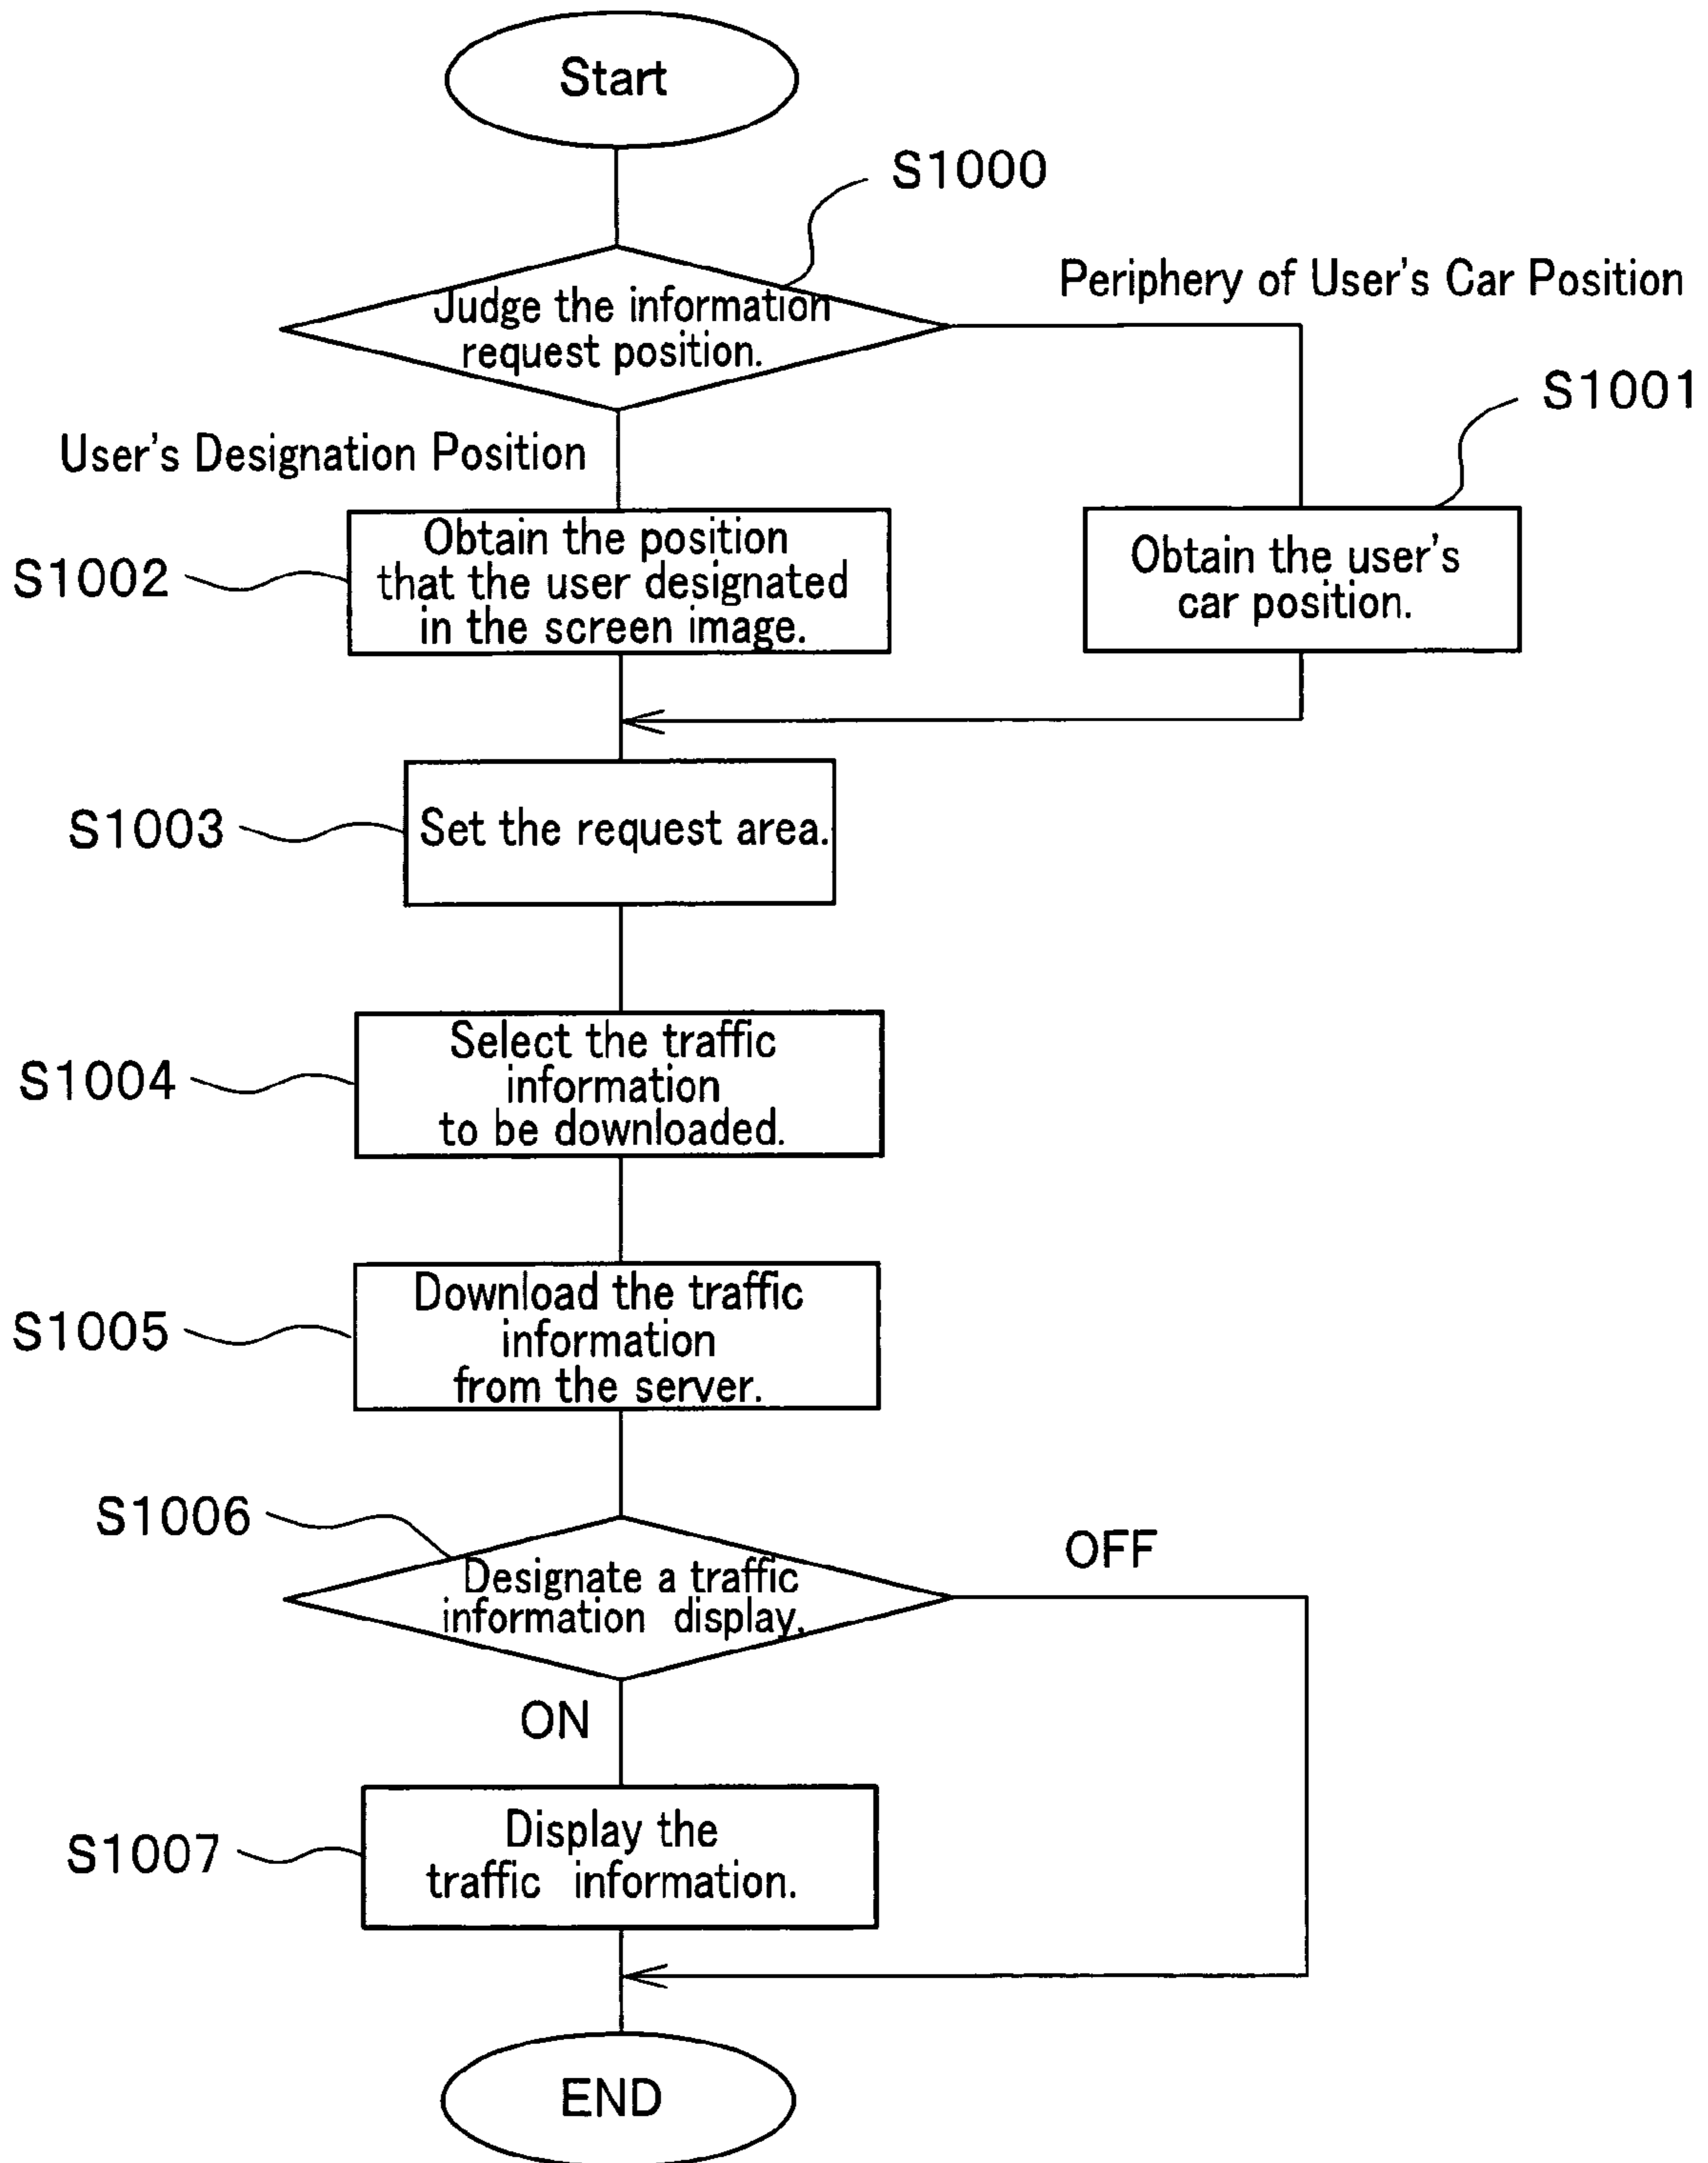 Start
S1000
Periphery of User's Car Position
Judge the information
request position.
S1001
User's Designation Position
S1002
Obtain the position
that the user designated
in the screen image.
Obtain the user's
car position.
S1003
Set the request area.
S1004
Select the traffic
information
to be downloaded.
S1005
Download the traffic
information
from the server.
S1006
OFF
Designate a traffic
information display.
ON
S1007
Display the
traffic information.
END